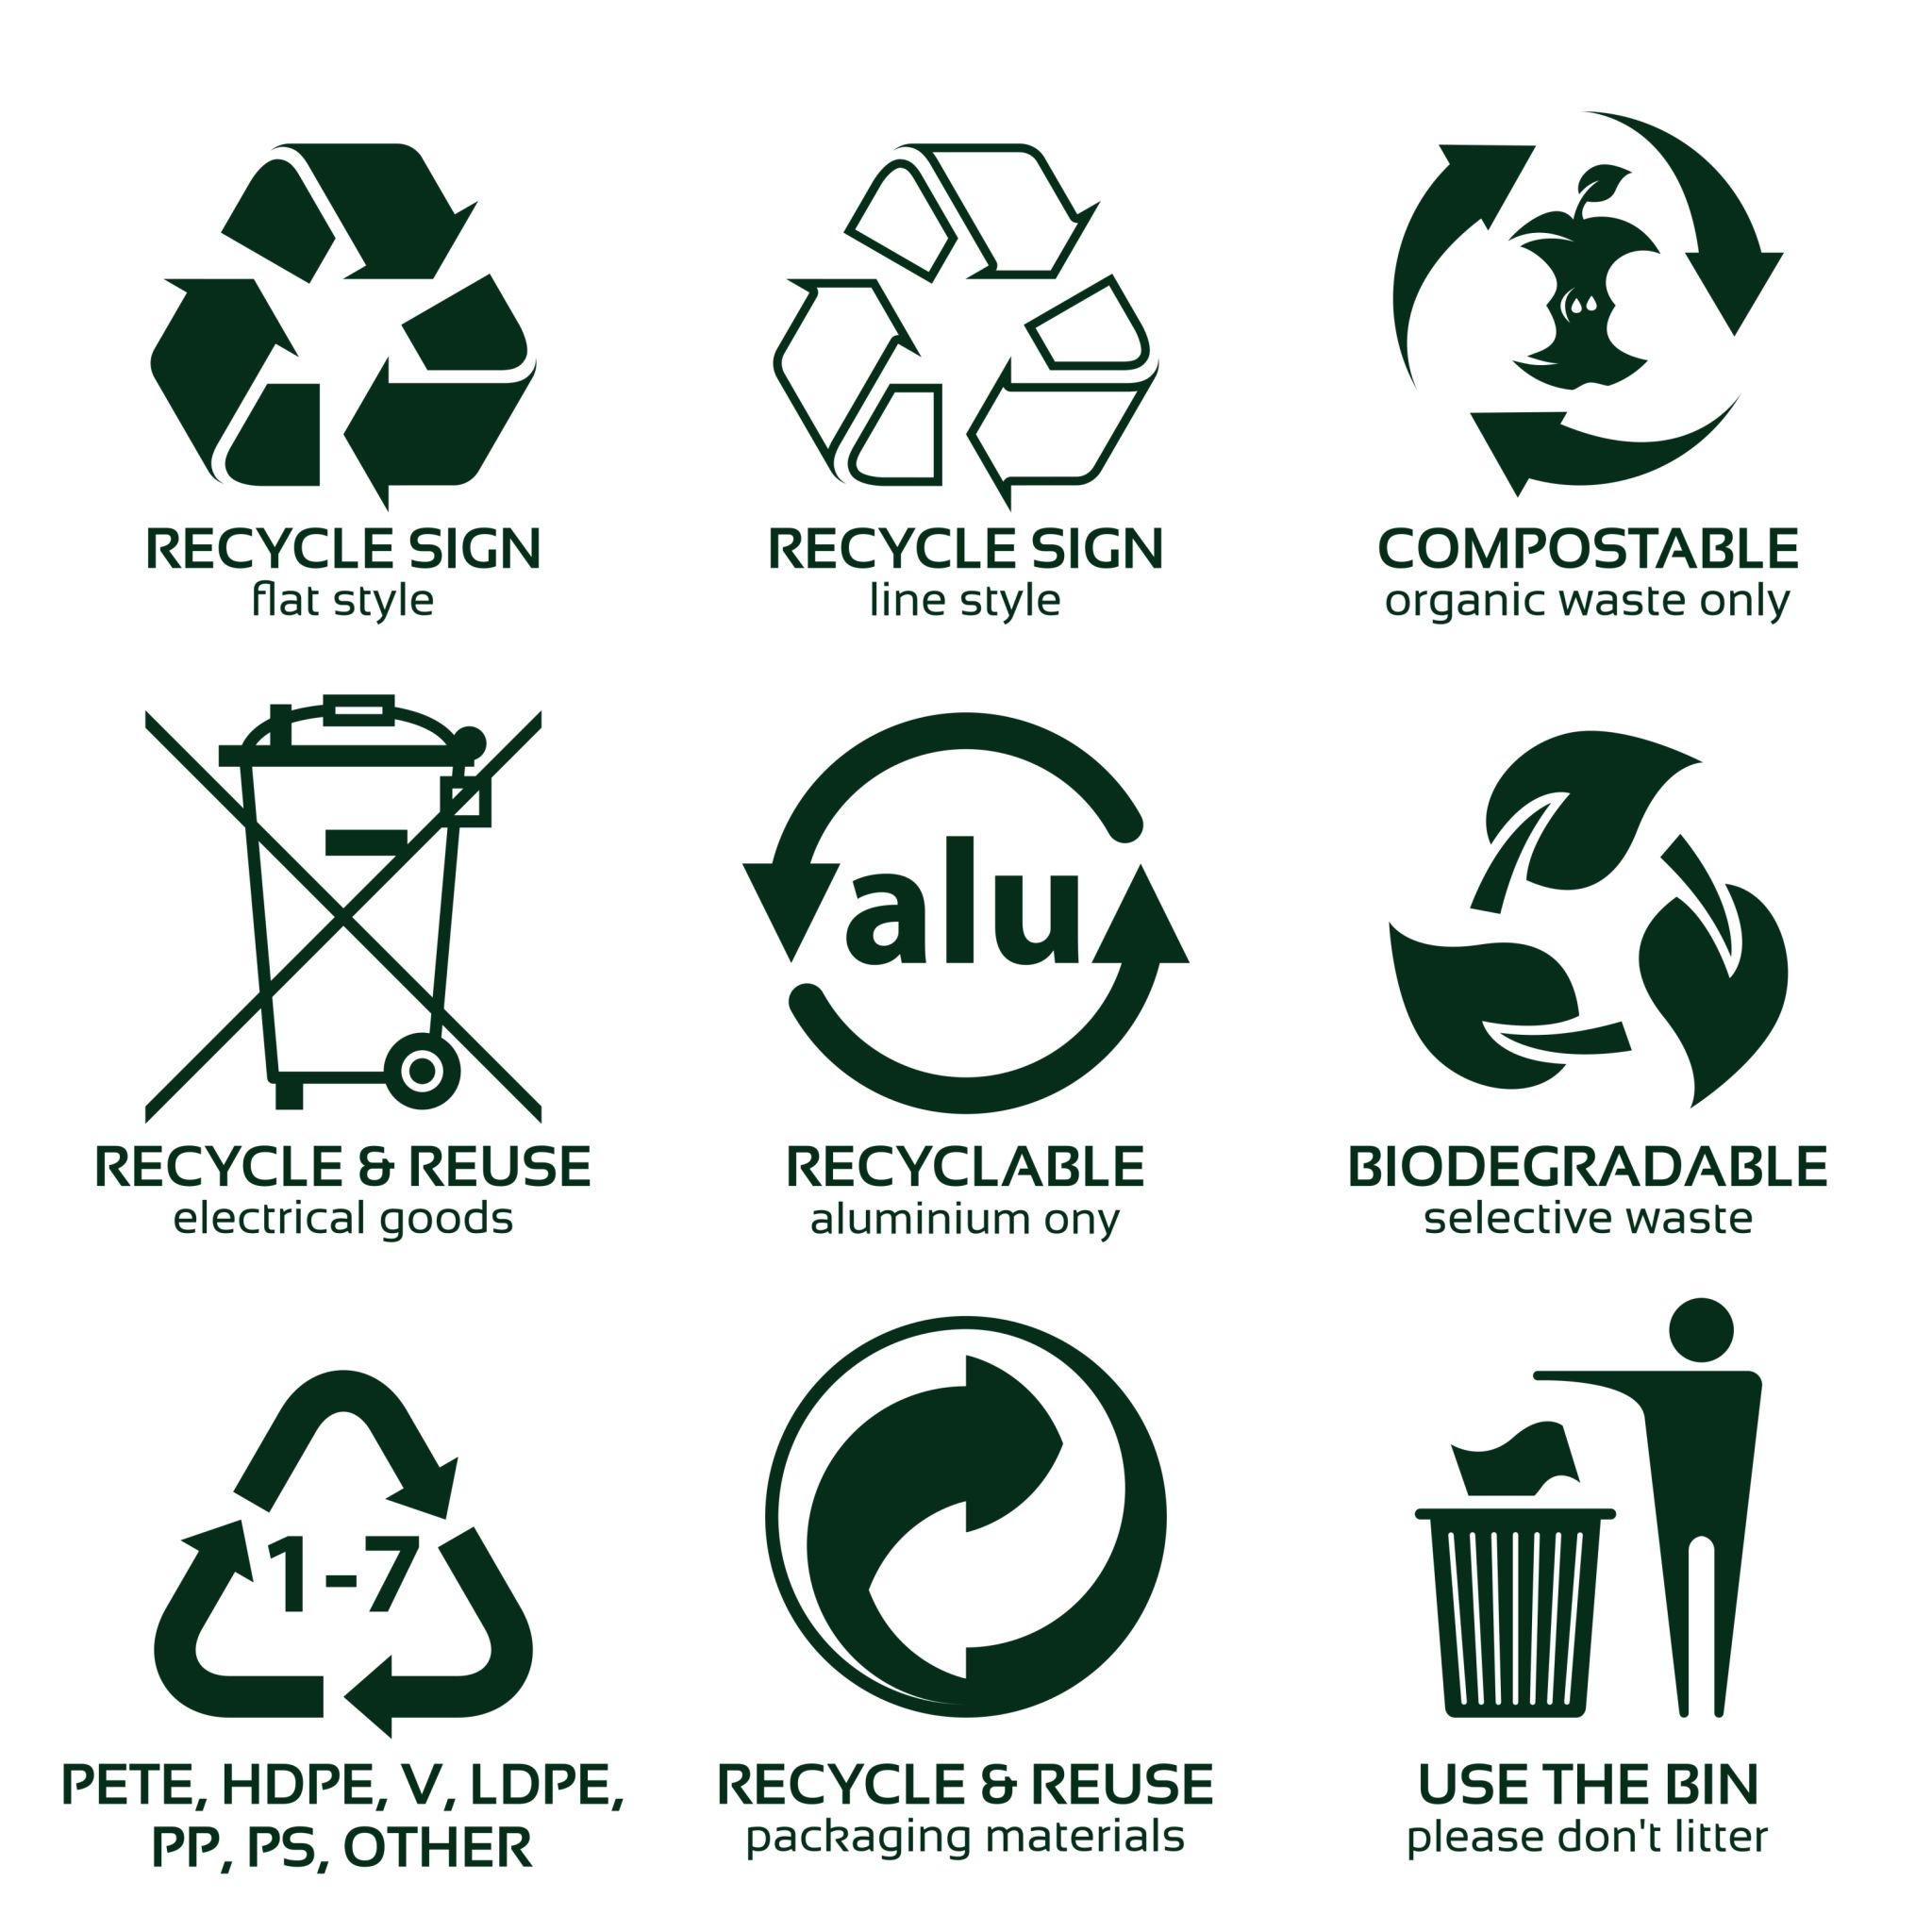 RECYCLE SIGN
flat style
RECYCLE SIGN
line style
COMPOSTABLE
organic waste only
RECYCLE & REUSE
electrical goods
alu
RECYCLABLE
aluminium ony
BIODEGRADABLE
selective waste
1-7
PETE, HDPE, V, LDPE,
PP, PS, OTHER
RECYCLE & REUSE
packaging materials
USE THE BIN
please don't litter